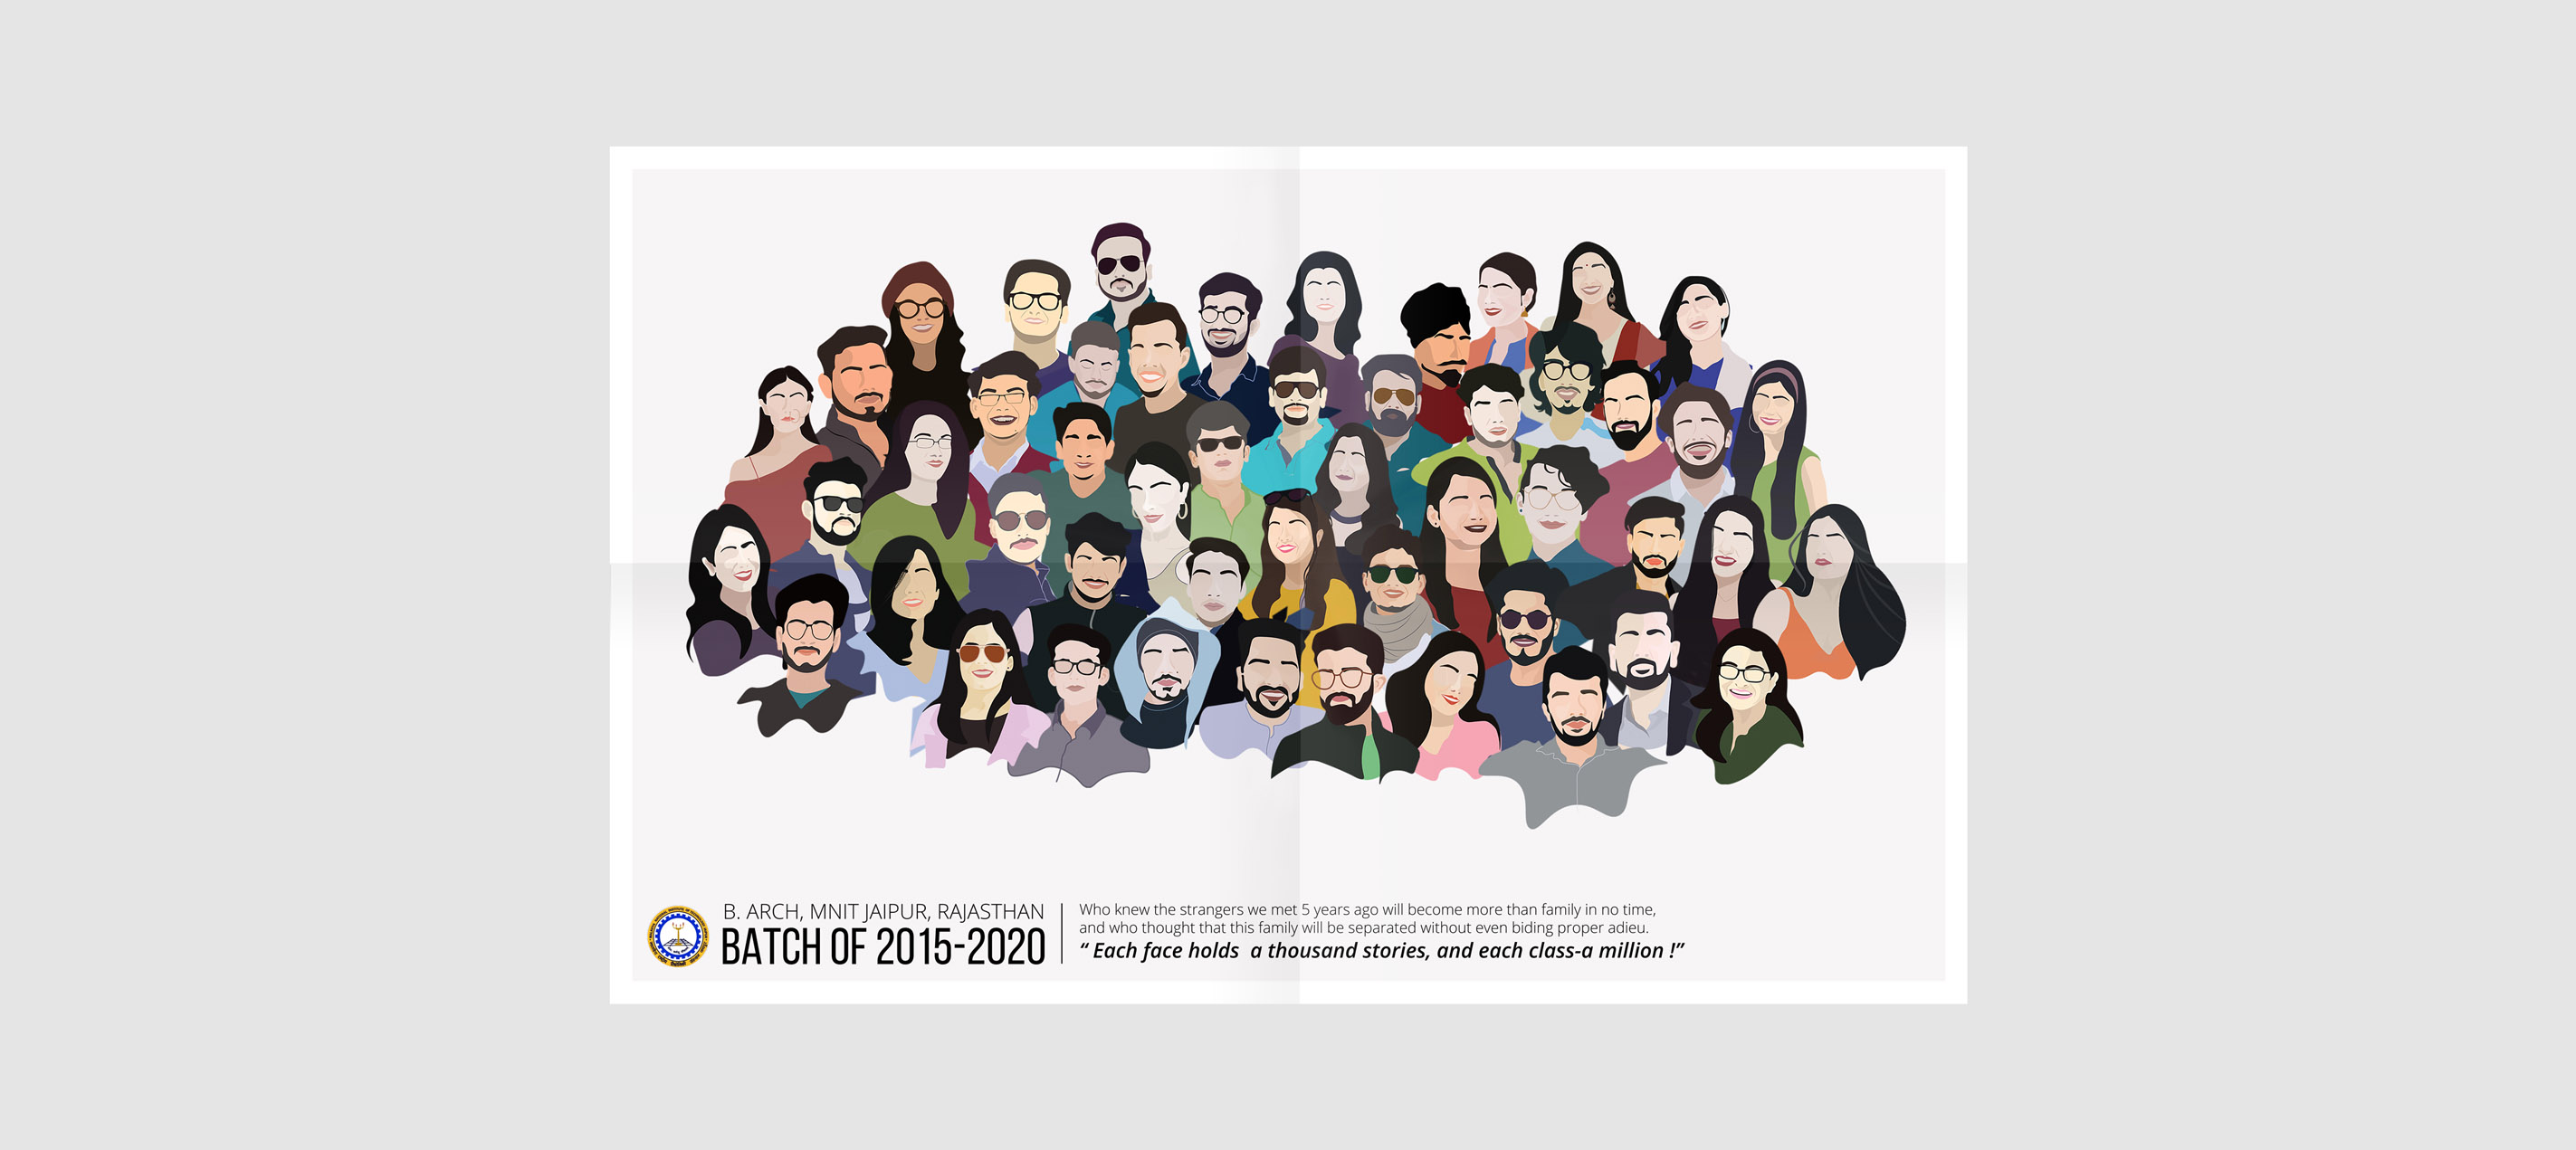 B. ARCH, MNIT JAIPUR, RAJASTHAN
BATCH OF 2015-2020
Who knew the strangers we met 5 years ago will become more than family in no time,
and who thought that this family will be separated without even biding proper adieu.
“ Each face holds a thousand stories, and each class-a million !”